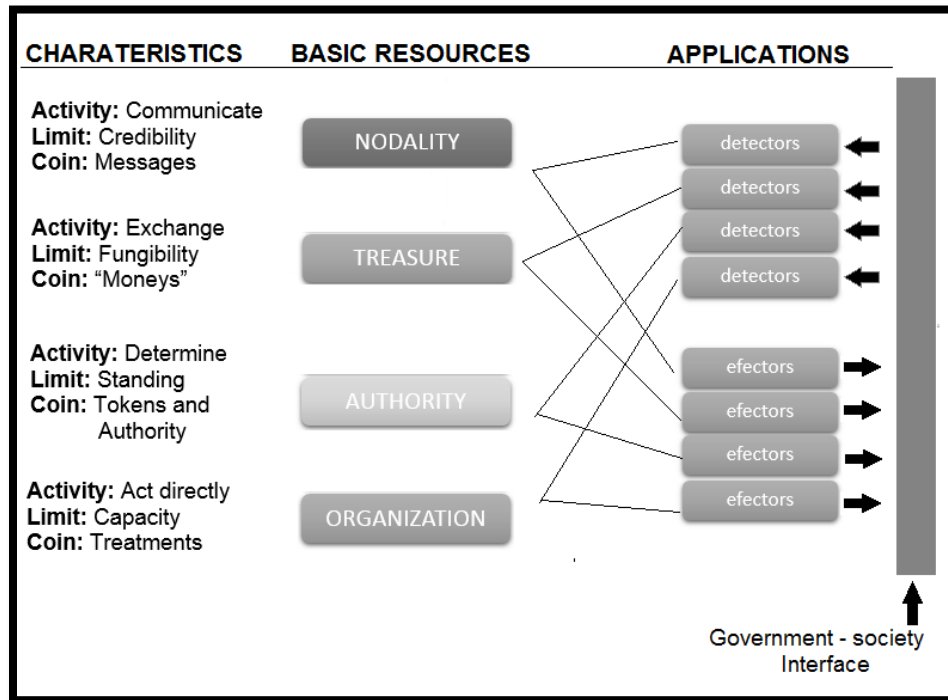 CHARATERISTICS
BASIC RESOURCES
APPLICATIONS
Activity: Communicate
Limit: Credibility
Coin: Messages
NODALITY
Activity: Exchange
Limit: Fungibility
Coin: “Moneys”
TREASURE
Activity: Determine
Limit: Standing
Coin: Tokens and
Authority
AUTHORITY
Activity: Act directly
Limit: Capacity
Coin: Treatments
ORGANIZATION
detectors
detectors
detectors
detectors
efectors
efectors
efectors
efectors
Government - society
Interface